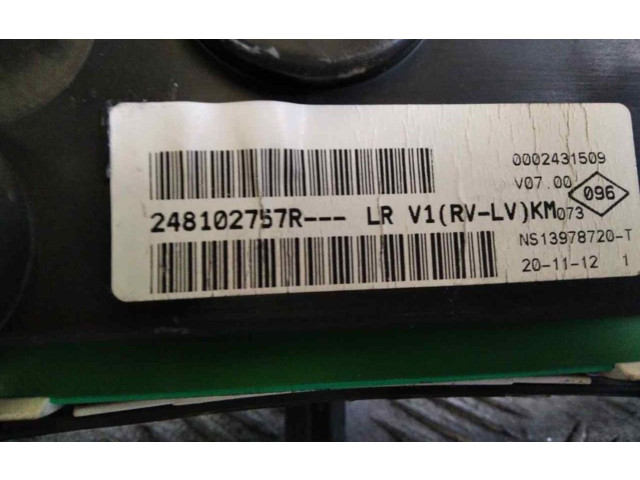 0002431509
V07.00
096
248102757R--- LR V1(RV-LV)KM
073
NS13978720-T
20-11-12 1